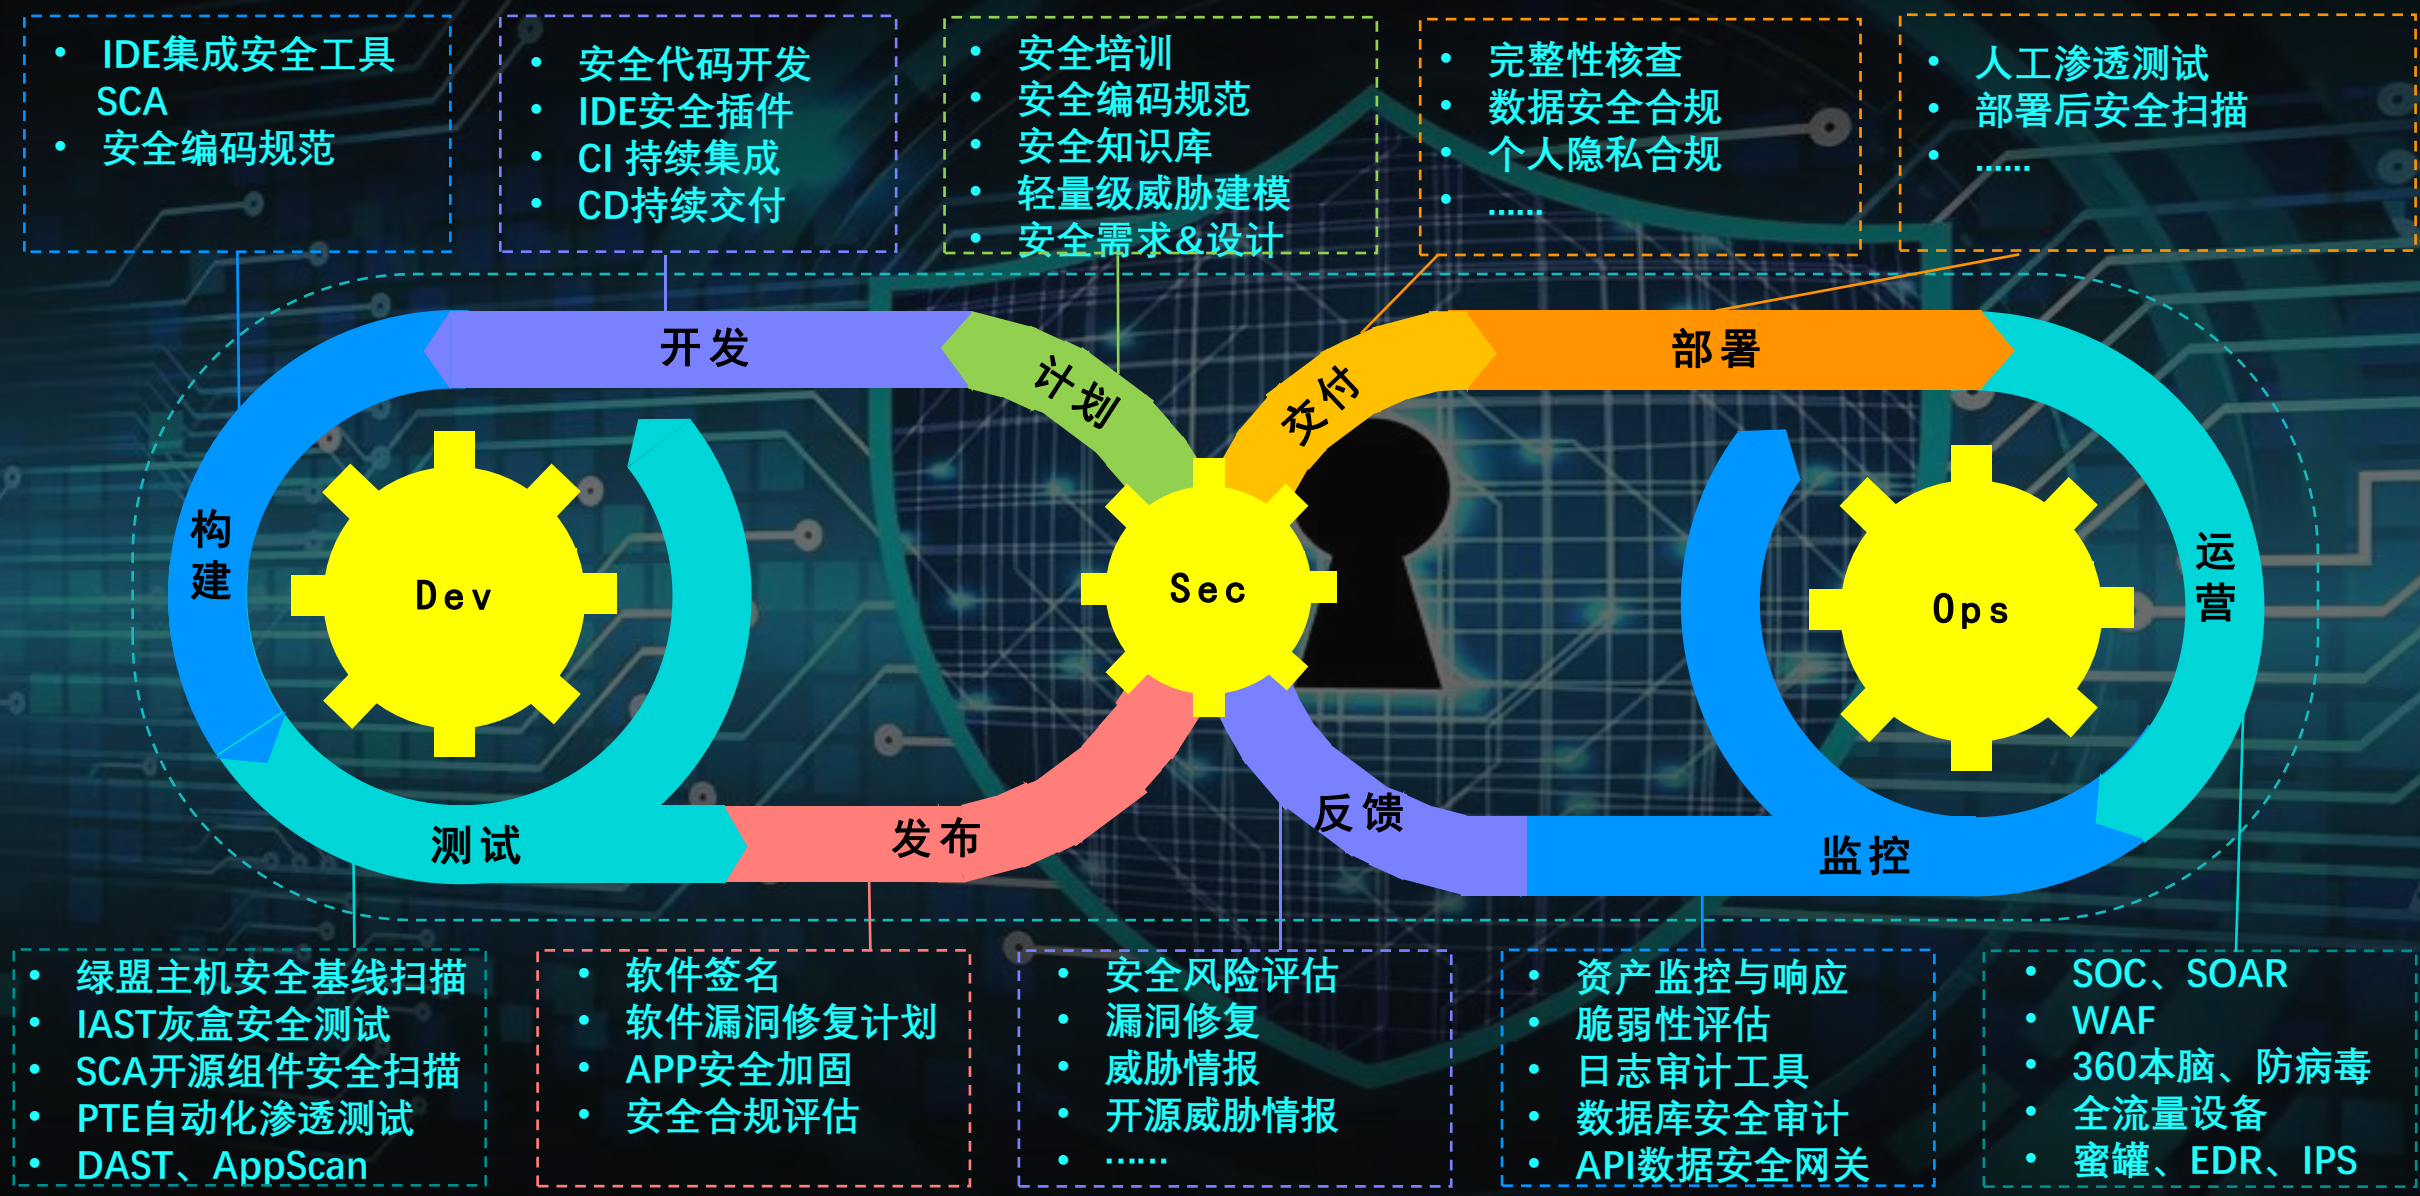 • IDE集成安全工具
SCA
• 安全编码规范
• 安全代码开发
• IDE安全插件
• CI 持续集成
• CD持续交付
• 安全培训
• 安全编码规范
• 安全知识库
• 轻量级威胁建模
• 安全需求&设计
• 完整性核查
• 数据安全合规
• 个人隐私合规
• ......
• 人工渗透测试
• 部署后安全扫描
• ......
开发
计划
交付
部署
构建
Dev
Sec
Ops
运营
测试
发布
反馈
监控
• 绿盟主机安全基线扫描
• IAST灰盒安全测试
• SCA开源组件安全扫描
• PTE自动化渗透测试
• DAST、AppScan
• 软件签名
• 软件漏洞修复计划
• APP安全加固
• 安全合规评估
• 安全风险评估
• 漏洞修复
• 威胁情报
• 开源威胁情报
• ......
• 资产监控与响应
• 脆弱性评估
• 日志审计工具
• 数据库安全审计
• API数据安全网关
• SOC、SOAR
• WAF
• 360本脑、防病毒
• 全流量设备
• 蜜罐、EDR、IPS